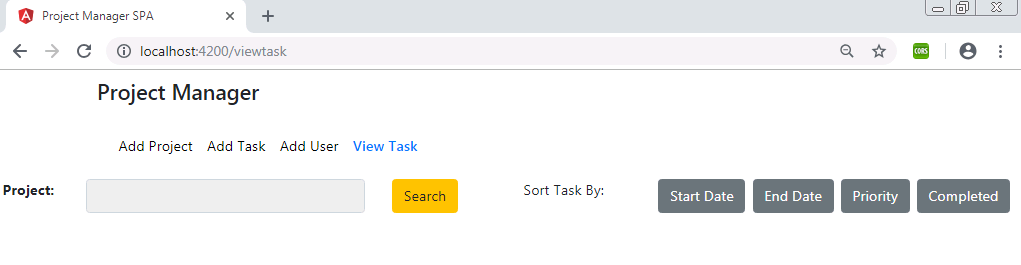 Project Manager SPA
localhost:4200/viewtask
CORS
Project Manager
Add Project Add Task Add User View Task
Project: Search Sort Task By: Start Date End Date Priority Completed